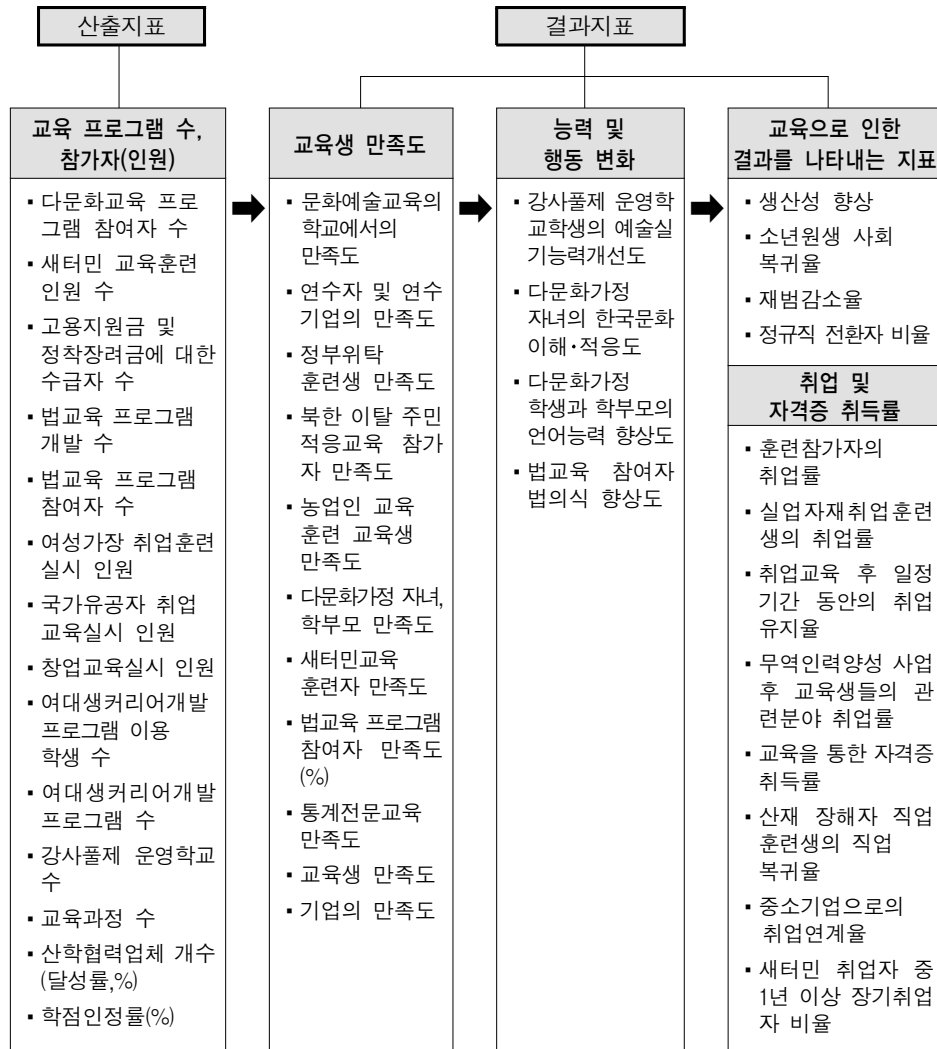 산출지표
결과지표
교육 프로그램 수,
참가자(인원)
▪ 다문화교육 프로
그램 참여자 수
▪ 새터민 교육훈련
인원 수
▪ 고용지원금 및
정착장려금에 대한
수급자 수
▪ 법교육 프로그램
개발 수
▪ 법교육 프로그램
참여자 수
▪ 여성가장 취업훈련
실시 인원
▪ 국가유공자 취업
교육실시 인원
▪ 창업교육실시 인원
▪ 여대생커리어개발
프로그램 이용
학생 수
▪ 여대생커리어개발
프로그램 수
▪ 강사풀제 운영학교
수
▪ 교육과정 수
▪ 산학협력업체 개수
(달성률,%)
▪ 학점인정률(%)
교육생 만족도
▪ 문화예술교육의
학교에서의
만족도
▪ 연수자 및 연수
기업의 만족도
▪ 정부위탁
훈련생 만족도
▪ 북한 이탈 주민
적응교육 참가
자 만족도
▪ 농업인 교육
훈련 교육생
만족도
▪ 다문화가정 자녀,
학부모 만족도
▪ 새터민교육
훈련자 만족도
▪ 법교육 프로그램
참여자 만족도
(%)
▪ 통계전문교육
만족도
▪ 교육생 만족도
▪ 기업의 만족도
능력 및
행동 변화
▪ 강사풀제 운영학
교학생의 예술실
기능력개선도
▪ 다문화가정
자녀의 한국문화
이해·적응도
▪ 다문화가정
학생과 학부모의
언어능력 향상도
▪ 법교육 참여자
법의식 향상도
교육으로 인한
결과를 나타내는 지표
▪ 생산성 향상
▪ 소년원생 사회
복귀율
▪ 재범감소율
▪ 정규직 전환자 비율
취업 및
자격증 취득률
▪ 훈련참가자의
취업률
▪ 실업자재취업훈련
생의 취업률
▪ 취업교육 후 일정
기간 동안의 취업
유지율
▪ 무역인력양성 사업
후 교육생들의 관
련분야 취업률
▪ 교육을 통한 자격증
취득률
▪ 산재 장해자 직업
훈련생의 직업
복귀율
▪ 중소기업으로의
취업연계율
▪ 새터민 취업자 중
1년 이상 장기취업
자 비율